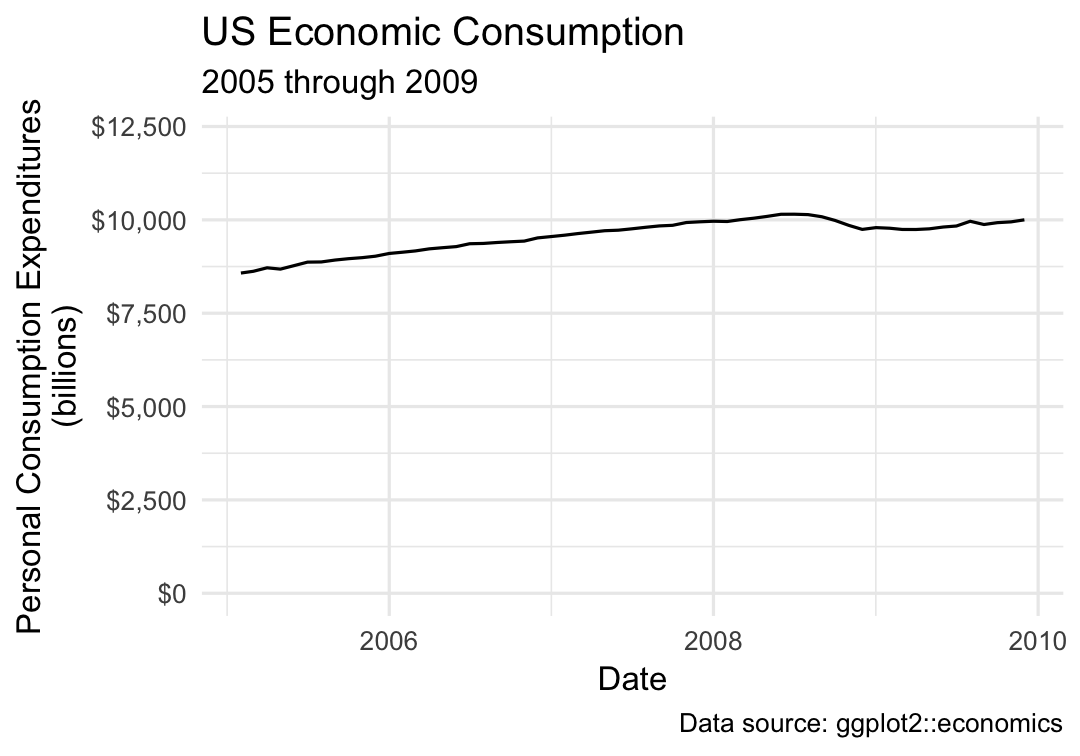 US Economic Consumption
2005 through 2009
Personal Consumption Expenditures
(billions)
$12,500
$10,000
$7,500
$5,000
$2,500
$0
2006 2008 2010
Date
Data source: ggplot2::economics